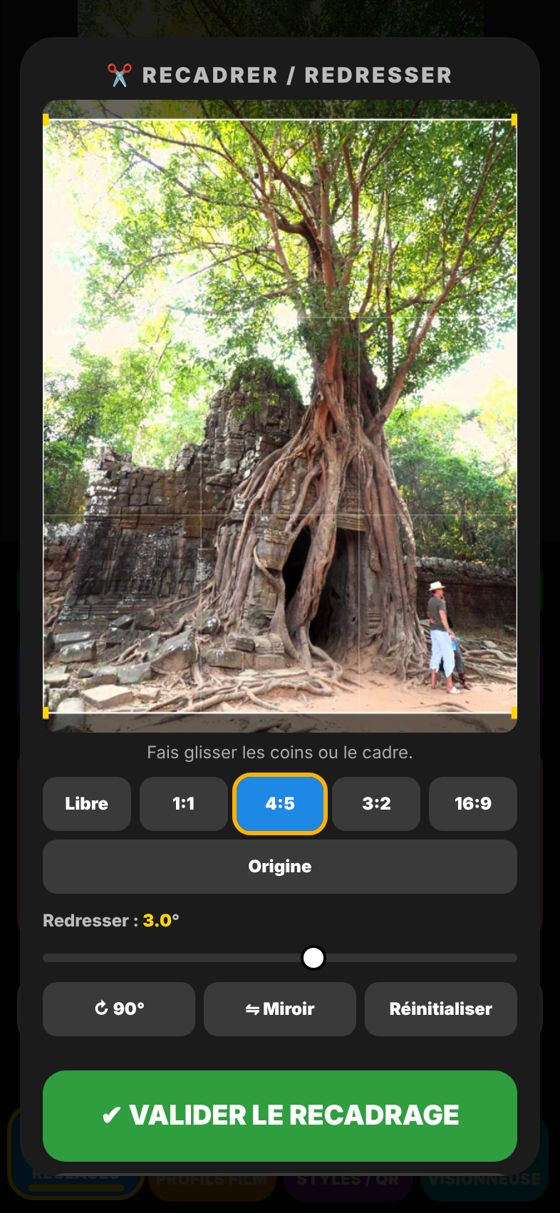 ✂️ RECADRER / REDRESSER
Fais glisser les coins ou le cadre.
Libre 1:1 4:5 3:2 16:9
Origine
Redresser : 3.0°
↻ 90° ⇋ Miroir Réinitialiser
✔ VALIDER LE RECADRAGE
PROFILS FILM STYLES / QR VISIONNEUSE